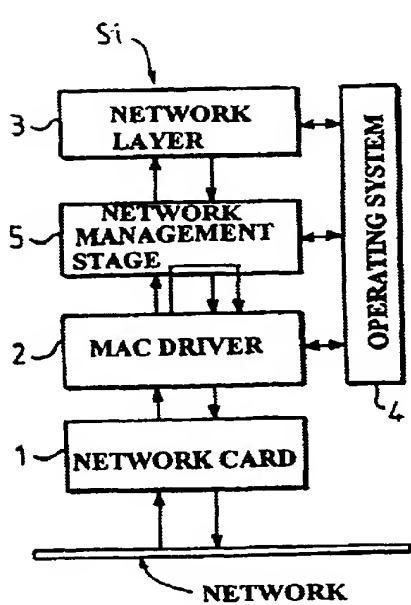 Si
3
NETWORK
LAYER
5
NETWORK
MANAGEMENT
STAGE
OPERATING SYSTEM
2
MAC DRIVER
4
1
NETWORK CARD
NETWORK